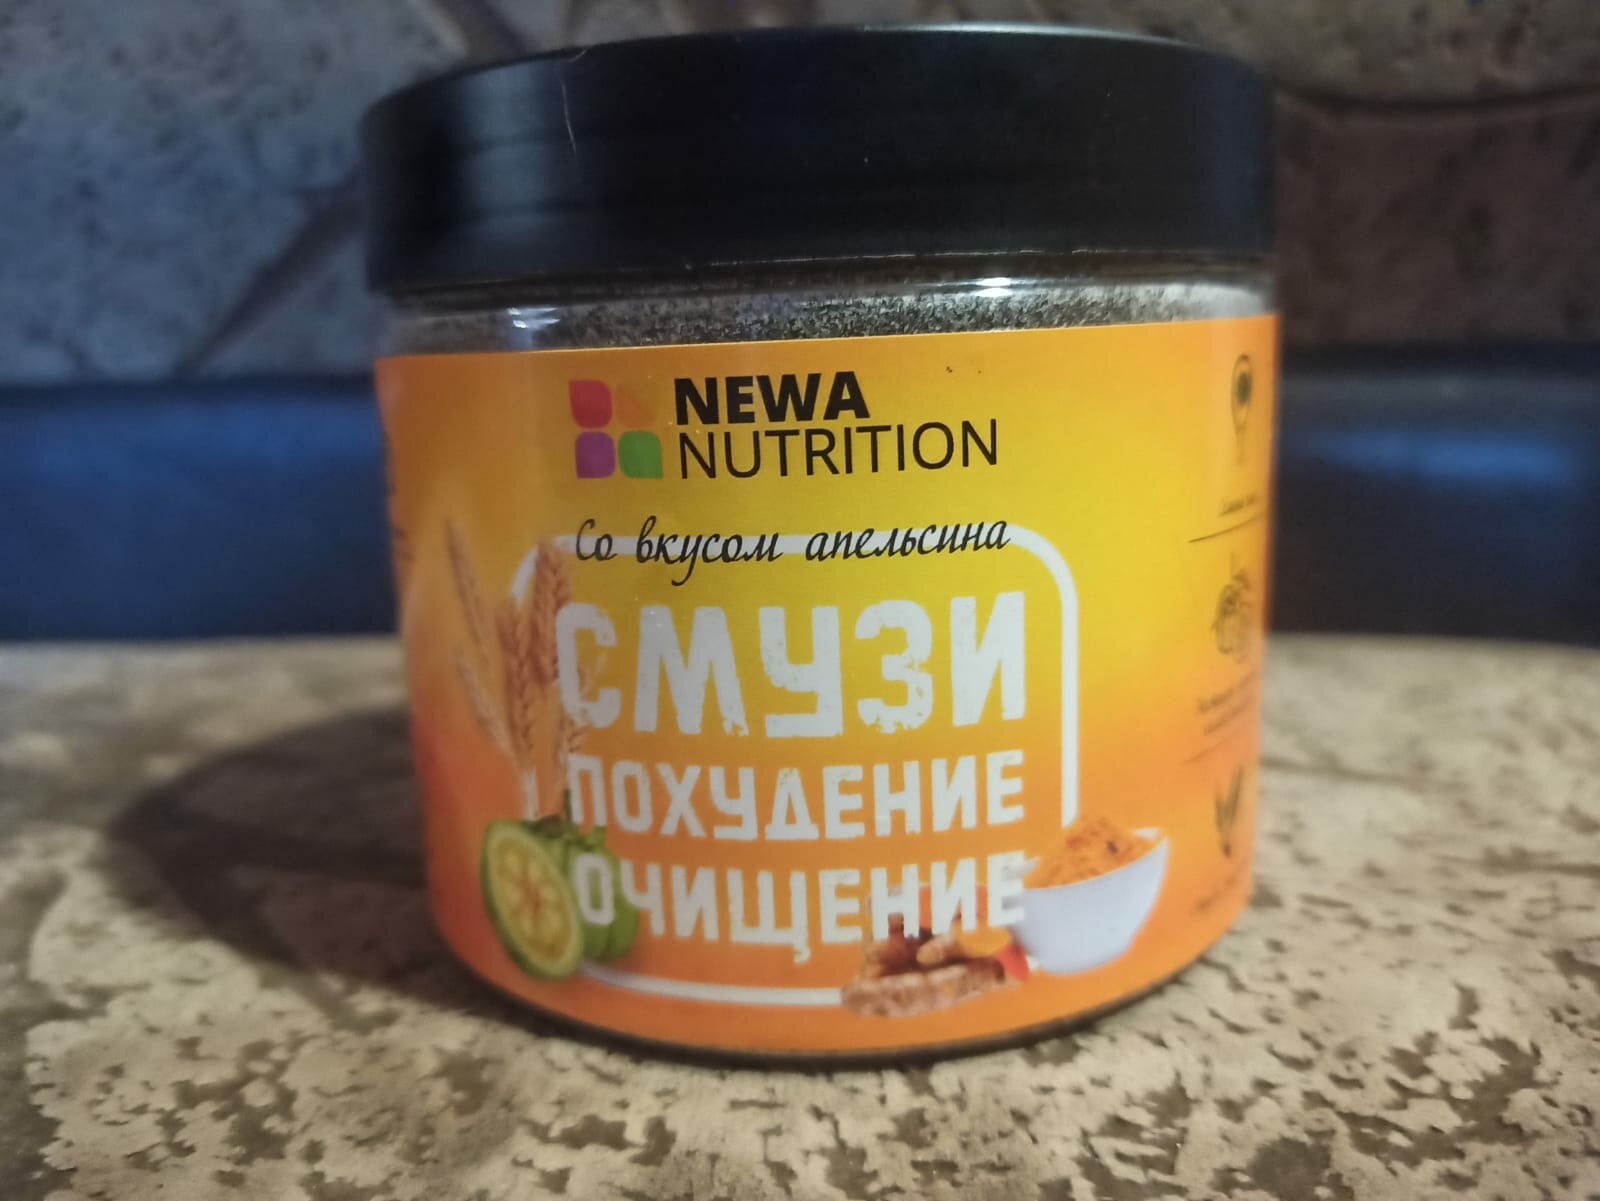 NEWA
NUTRITION
Со вкусом апельсина
СМУЗИ
ПОХУДЕНИЕ
ОЧИЩЕНИЕ